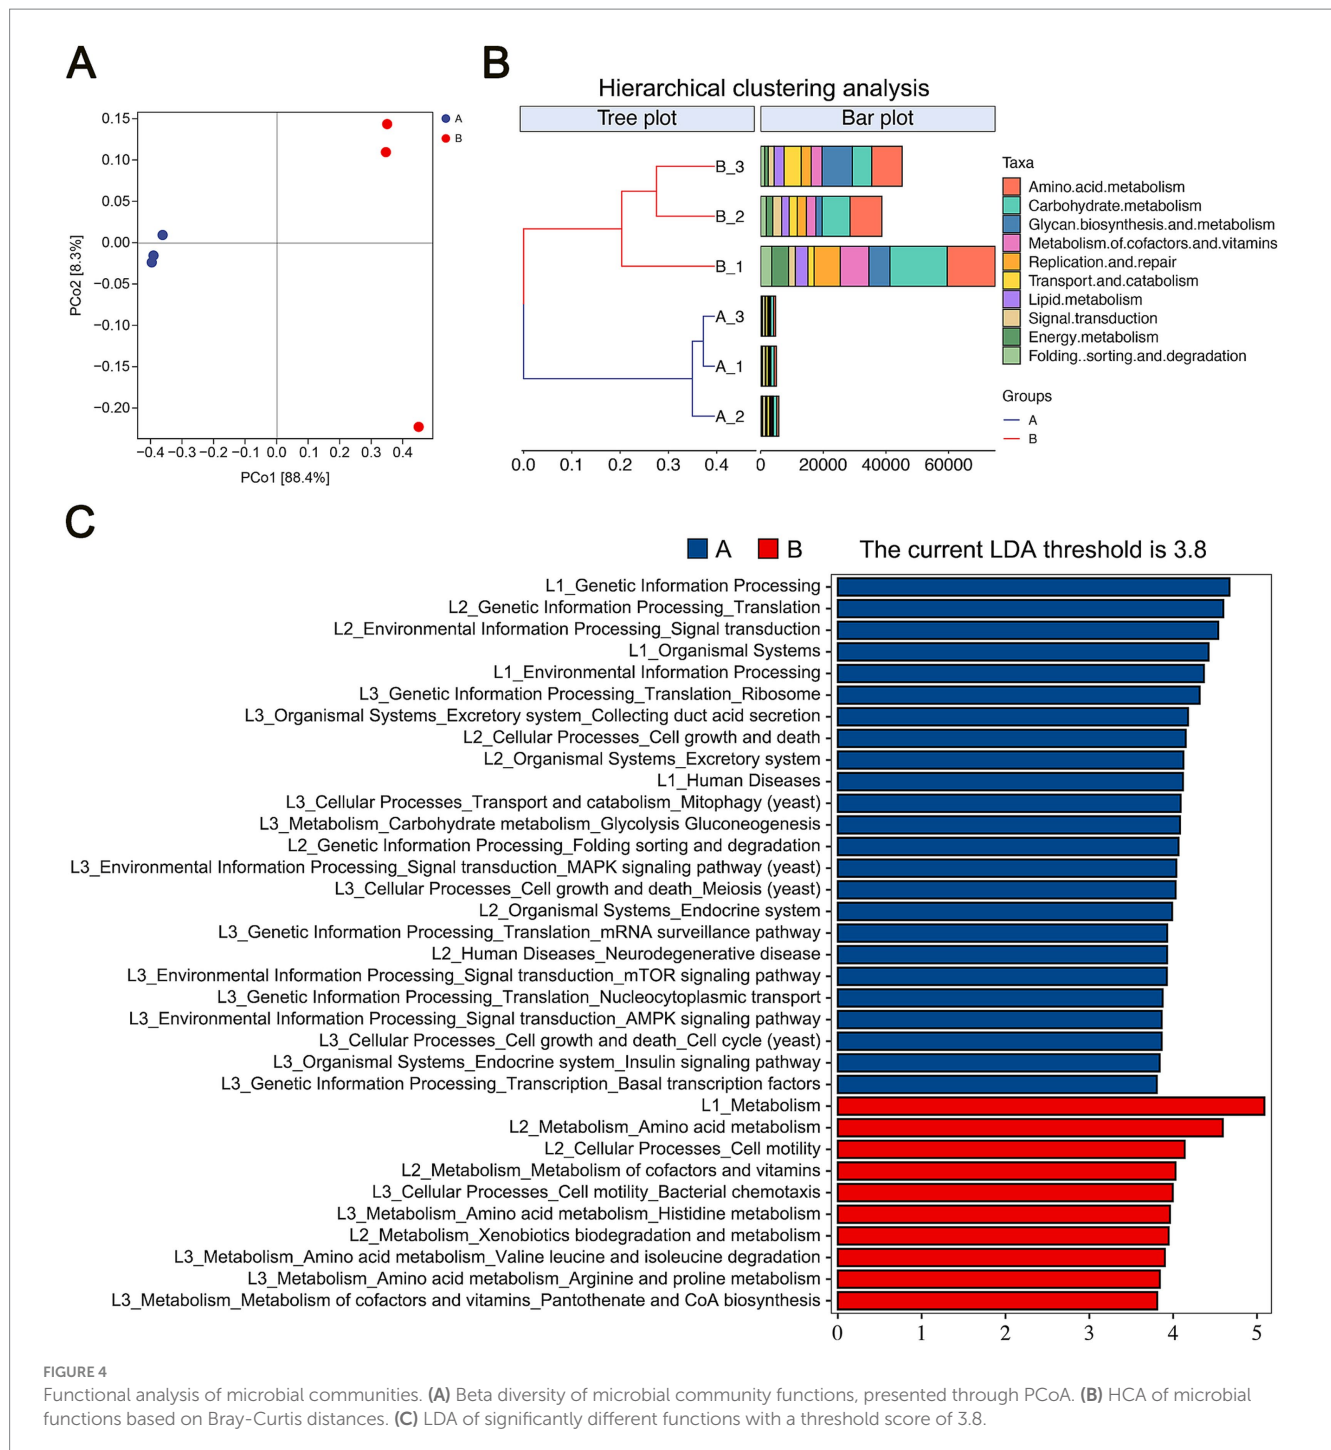 A
0.15
0.10
0.05
0.00
−0.05
−0.10
−0.15
−0.20
PCo2 [8.3%]
−0.4 −0.3 −0.2 −0.1 0.0 0.1 0.2 0.3 0.4
PCo1 [88.4%]
A
B
B
Hierarchical clustering analysis
Tree plot
Bar plot
B_3
B_2
B_1
A_3
A_1
A_2
0.0 0.1 0.2 0.3 0.4
0 20000 40000 60000
Taxa
Amino.acid.metabolism
Carbohydrate.metabolism
Glycan.biosynthesis.and.metabolism
Metabolism.of.cofactors.and.vitamins
Replication.and.repair
Transport.and.catabolism
Lipid.metabolism
Signal.transduction
Energy.metabolism
Folding..sorting.and.degradation
Groups
A
B
C
A B The current LDA threshold is 3.8
L1_Genetic Information Processing
L2_Genetic Information Processing_Translation
L2_Environmental Information Processing_Signal transduction
L1_Organismal Systems
L1_Environmental Information Processing
L3_Genetic Information Processing_Translation_Ribosome
L3_Organismal Systems_Excretory system_Collecting duct acid secretion
L2_Cellular Processes_Cell growth and death
L2_Organismal Systems_Excretory system
L1_Human Diseases
L3_Cellular Processes_Transport and catabolism_Mitophagy (yeast)
L3_Metabolism_Carbohydrate metabolism_Glycolysis Gluconeogenesis
L2_Genetic Information Processing_Folding sorting and degradation
L3_Environmental Information Processing_Signal transduction_MAPK signaling pathway (yeast)
L3_Cellular Processes_Cell growth and death_Meiosis (yeast)
L2_Organismal Systems_Endocrine system
L3_Genetic Information Processing_Translation_mRNA surveillance pathway
L2_Human Diseases_Neurodegenerative disease
L3_Environmental Information Processing_Signal transduction_mTOR signaling pathway
L3_Genetic Information Processing_Translation_Nucleocytoplasmic transport
L3_Environmental Information Processing_Signal transduction_AMPK signaling pathway
L3_Cellular Processes_Cell growth and death_Cell cycle (yeast)
L3_Organismal Systems_Endocrine system_Insulin signaling pathway
L3_Genetic Information Processing_Transcription_Basal transcription factors
L1_Metabolism
L2_Metabolism_Amino acid metabolism
L2_Cellular Processes_Cell motility
L2_Metabolism_Metabolism of cofactors and vitamins
L3_Cellular Processes_Cell motility_Bacterial chemotaxis
L3_Metabolism_Amino acid metabolism_Histidine metabolism
L2_Metabolism_Xenobiotics biodegradation and metabolism
L3_Metabolism_Amino acid metabolism_Valine leucine and isoleucine degradation
L3_Metabolism_Amino acid metabolism_Arginine and proline metabolism
L3_Metabolism_Metabolism of cofactors and vitamins_Pantothenate and CoA biosynthesis
0 1 2 3 4 5
FIGURE 4
Functional analysis of microbial communities. (A) Beta diversity of microbial community functions, presented through PCoA. (B) HCA of microbial
functions based on Bray-Curtis distances. (C) LDA of significantly different functions with a threshold score of 3.8.